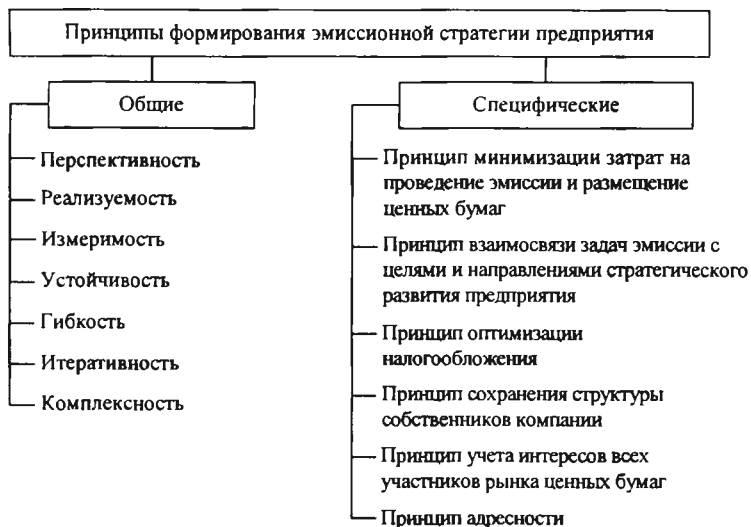 Принципы формирования эмиссионной стратегии предприятия
Общие
Перспективность
Реализуемость
Измеримость
Устойчивость
Гибкость
Итеративность
Комплексность
Специфические
Принцип минимизации затрат на
проведение эмиссии и размещение
ценных бумаг
Принцип взаимосвязи задач эмиссии с
целями и направлениями стратегического
развития предприятия
Принцип оптимизации
налогообложения
Принцип сохранения структуры
собственников компании
Принцип учета интересов всех
участников рынка ценных бумаг
Принцип адресности